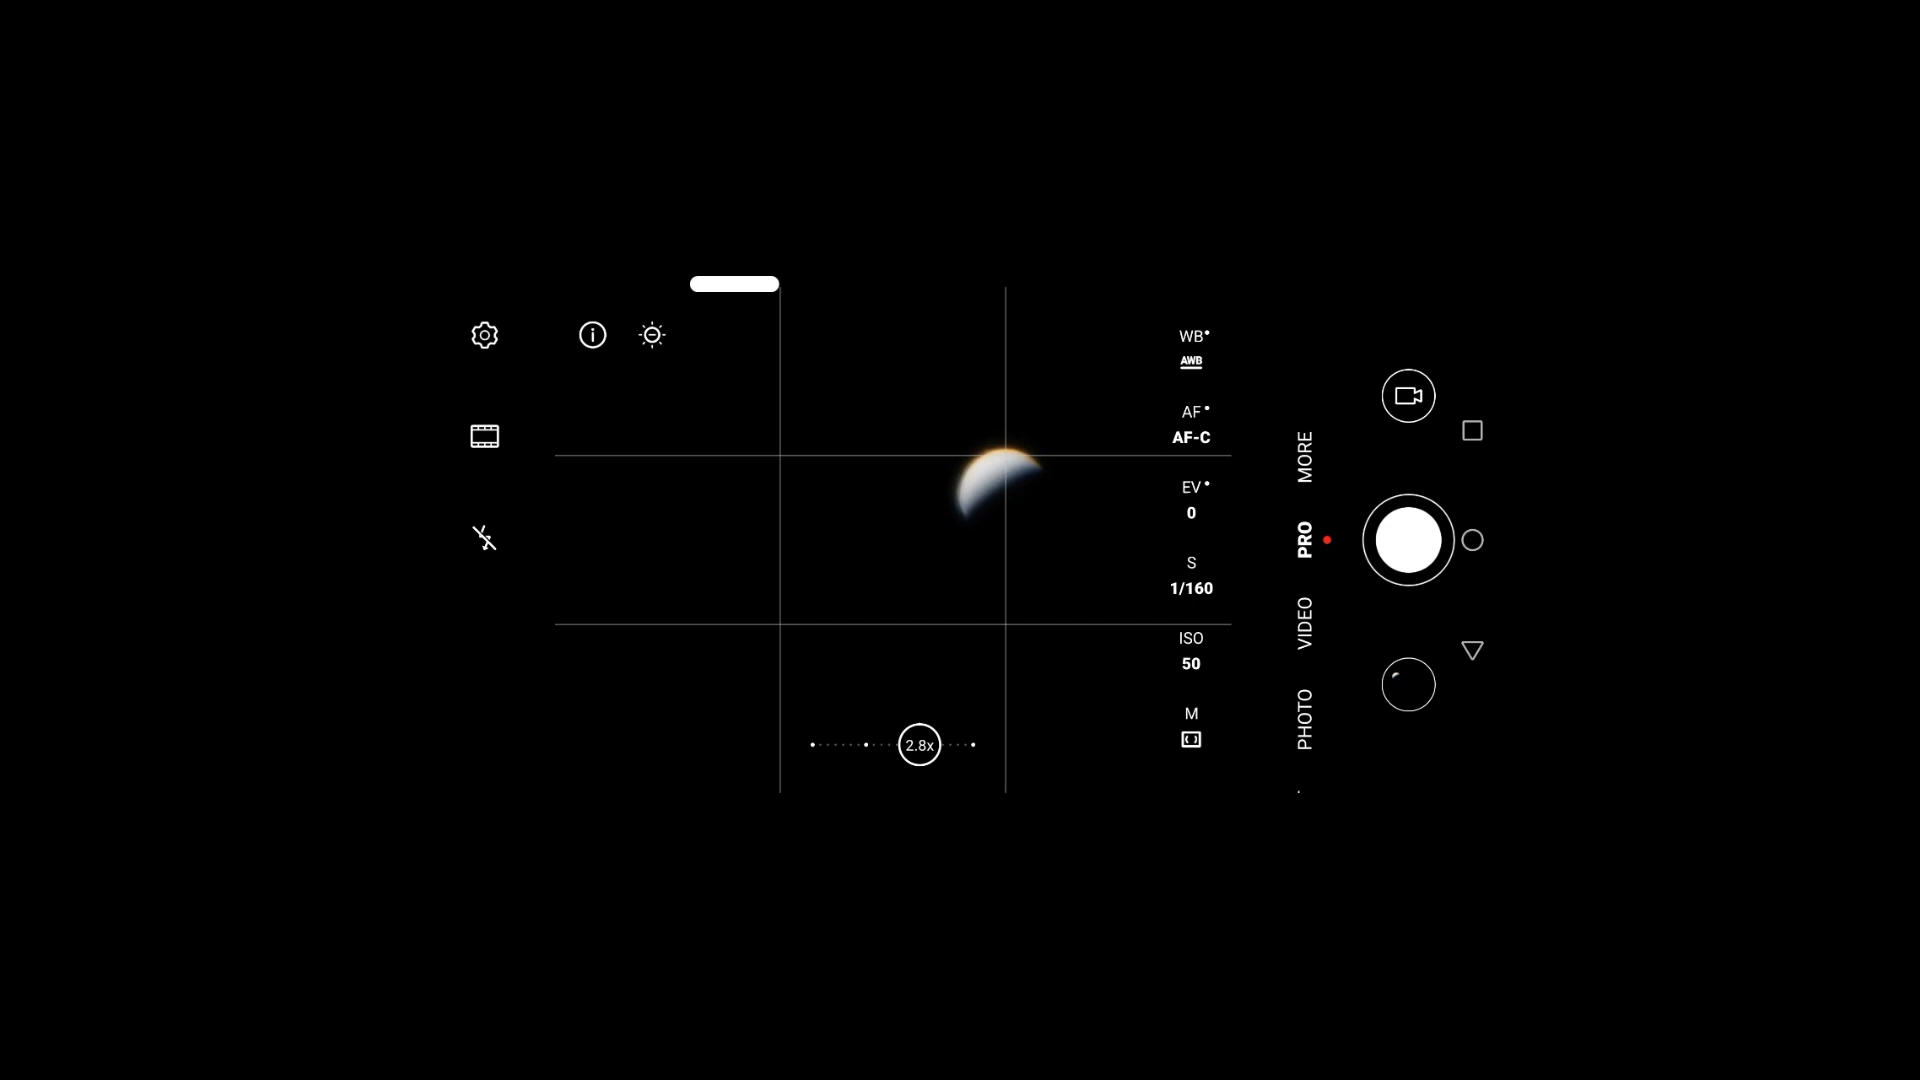 WB
AWB
AF
AF-C
EV
0
S
1/160
ISO
50
M
2.8x
MORE
PRO
VIDEO
PHOTO